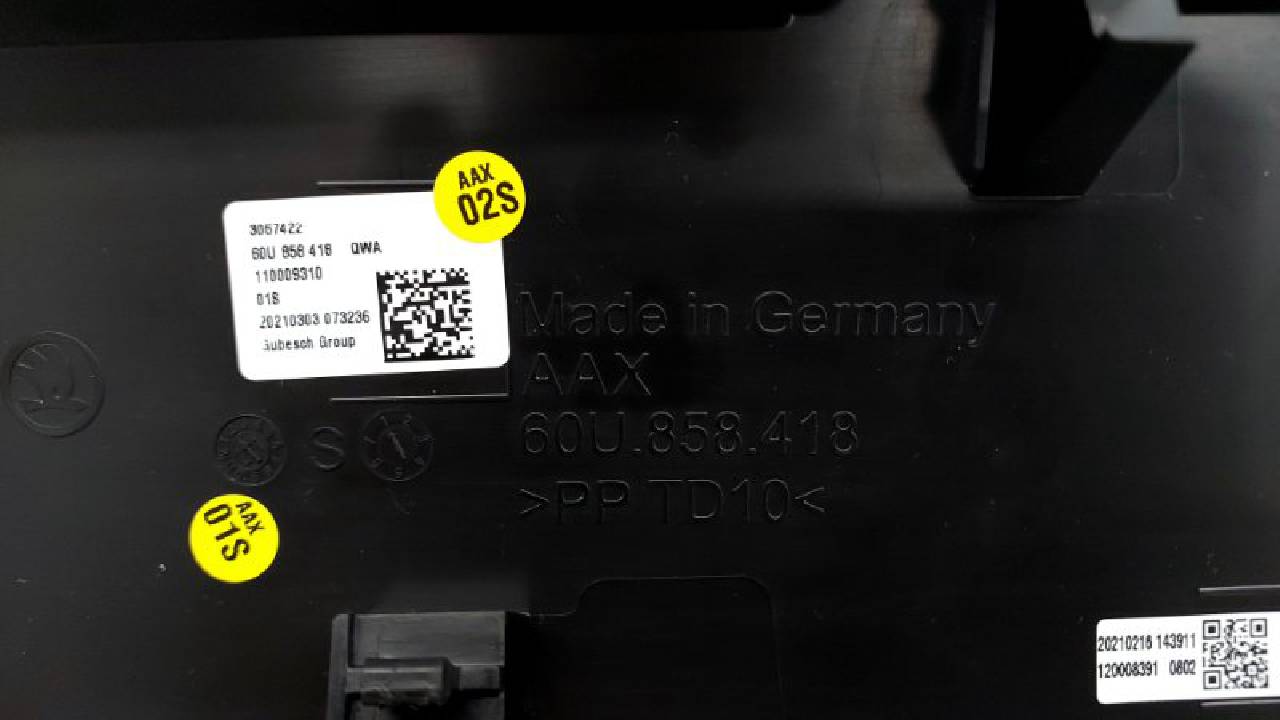 AAX
02S
3067422
60U 858 418 QWA
110009310
01S
20210303 073236
Gubesch Group
Made in Germany
AAX
60U.858.418
>PP TD10<
S
AAX
01S
20210216 143911
120008391 0802